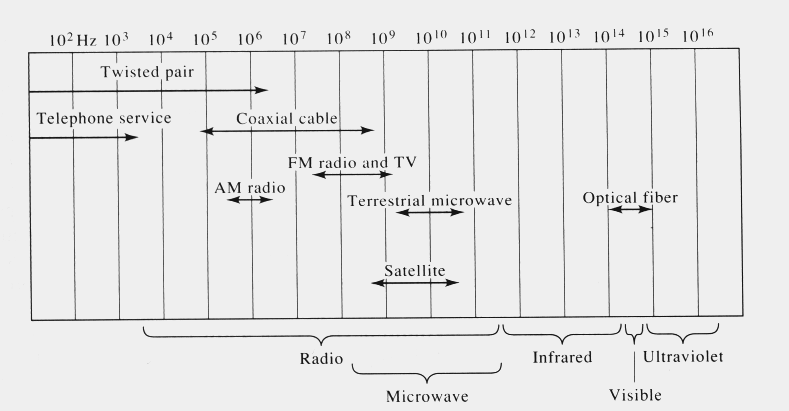 10² Hz 10³ 10⁴ 10⁵ 10⁶ 10⁷ 10⁸ 10⁹ 10¹⁰ 10¹¹ 10¹² 10¹³ 10¹⁴ 10¹⁵ 10¹⁶
Twisted pair
Telephone service
Coaxial cable
FM radio and TV
AM radio
Terrestrial microwave
Optical fiber
Satellite
Radio
Infrared
Ultraviolet
Microwave
Visible